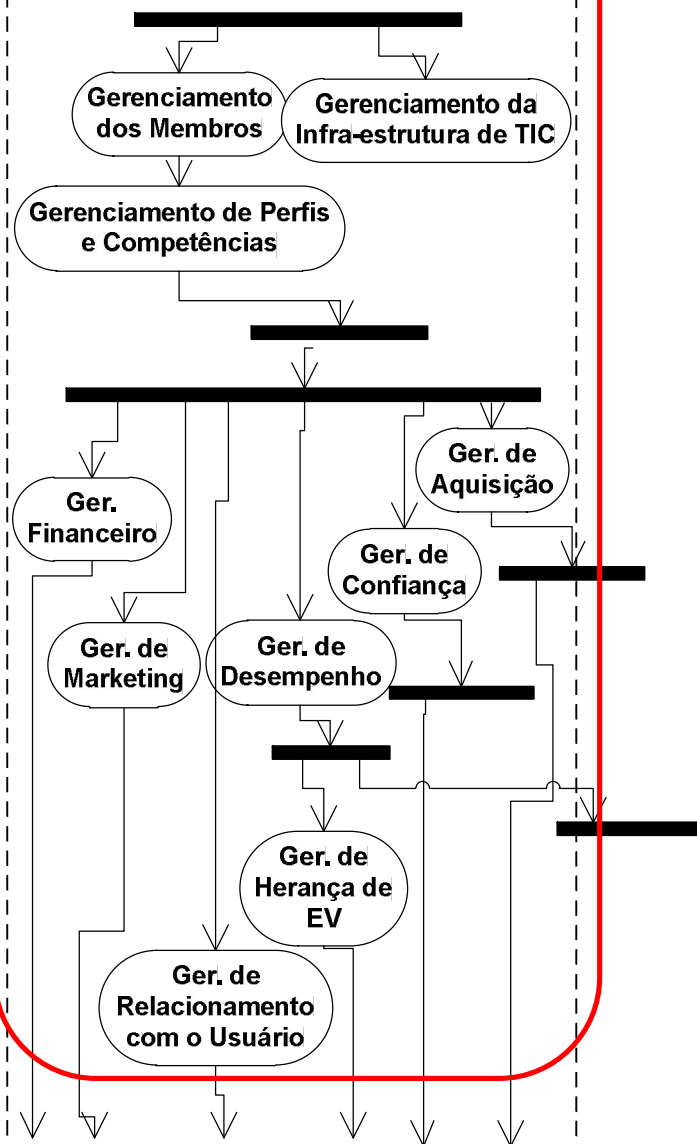 Gerenciamento
dos Membros
Gerenciamento da
Infra-estrutura de TIC
Gerenciamento de Perfis
e Competências
Ger. de
Aquisição
Ger.
Financeiro
Ger. de
Confiança
Ger. de
Marketing
Ger. de
Desempenho
Ger. de
Herança de
EV
Ger. de
Relacionamento
com o Usuário